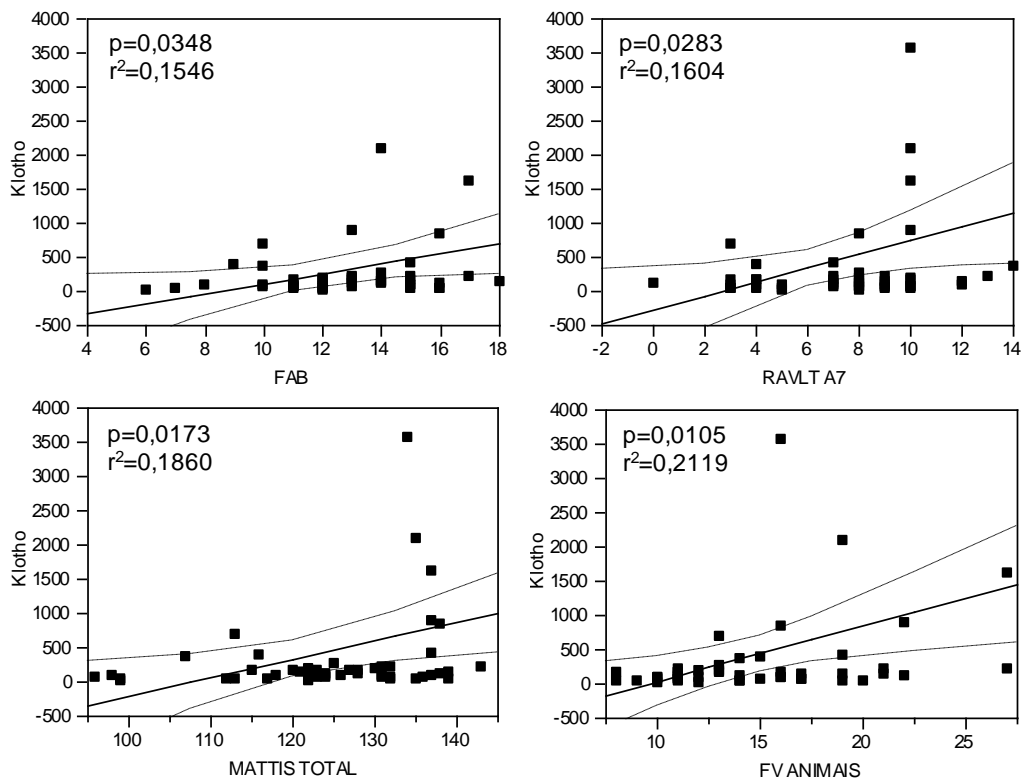 4000
3500
3000
2500
2000
1500
1000
500
0
-500
Klotho
p=0,0348
r²=0,1546
4 6 8 10 12 14 16 18
FAB
4000
3500
3000
2500
2000
1500
1000
500
0
-500
Klotho
p=0,0283
r²=0,1604
-2 0 2 4 6 8 10 12 14
RAVLT A7
4000
3500
3000
2500
2000
1500
1000
500
0
-500
Klotho
p=0,0173
r²=0,1860
100 110 120 130 140
MATTIS TOTAL
4000
3500
3000
2500
2000
1500
1000
500
0
-500
Klotho
p=0,0105
r²=0,2119
10 15 20 25
FV ANIMAIS